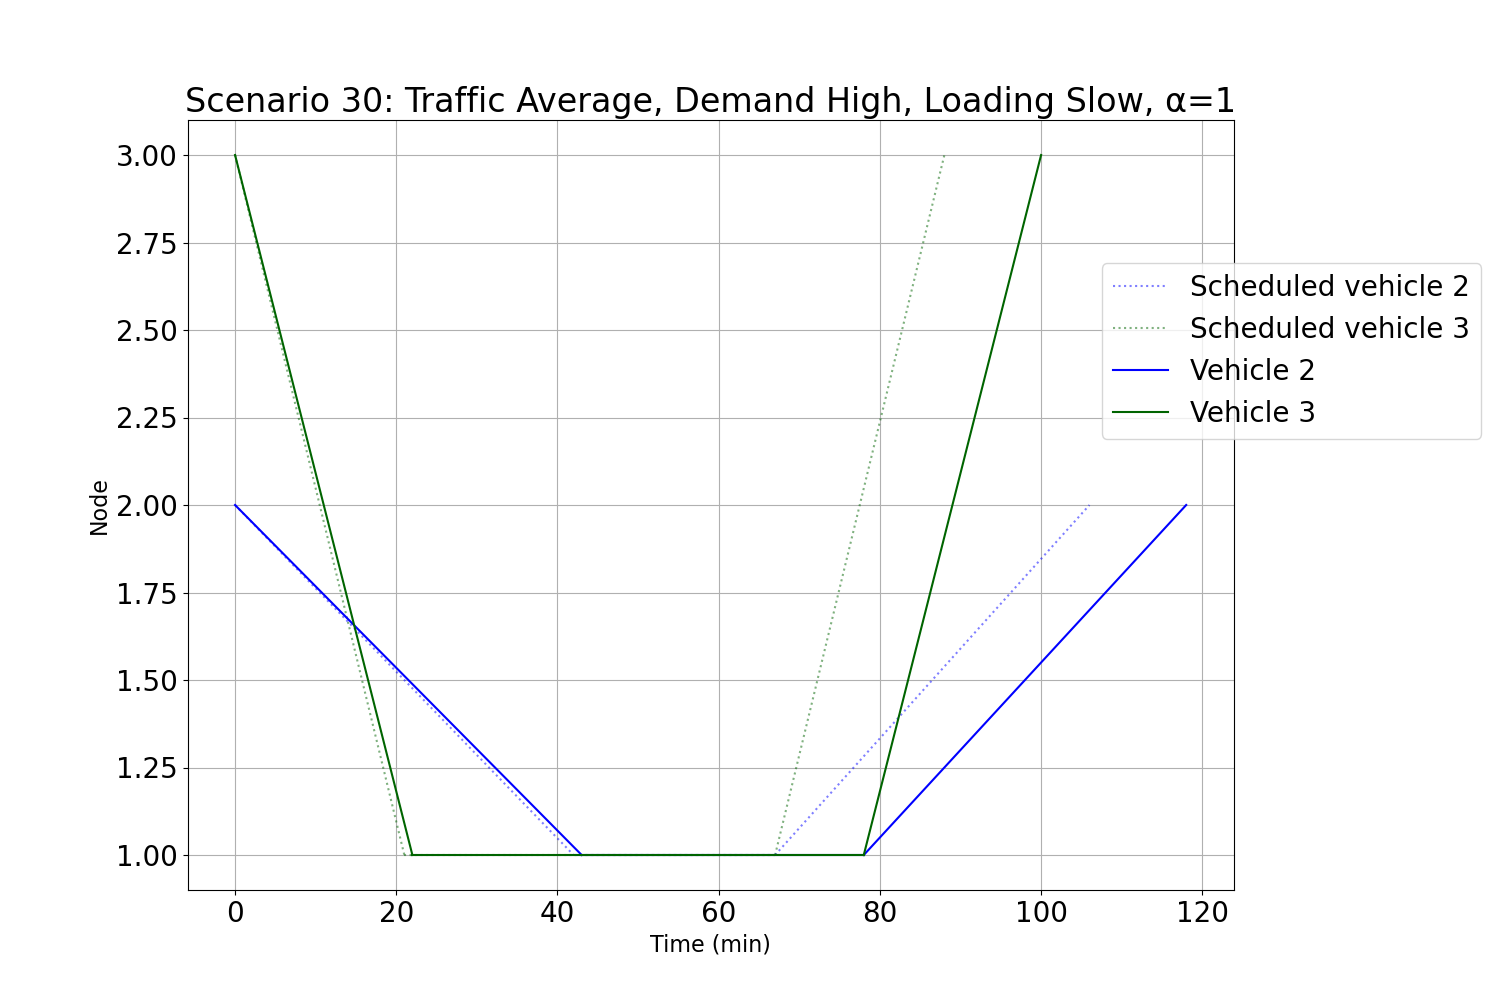 Scenario 30: Traffic Average, Demand High, Loading Slow, α=1
3.00
2.75
2.50
2.25
2.00
1.75
1.50
1.25
1.00
Node
0 20 40 60 80 100 120
Time (min)
Scheduled vehicle 2
Scheduled vehicle 3
Vehicle 2
Vehicle 3